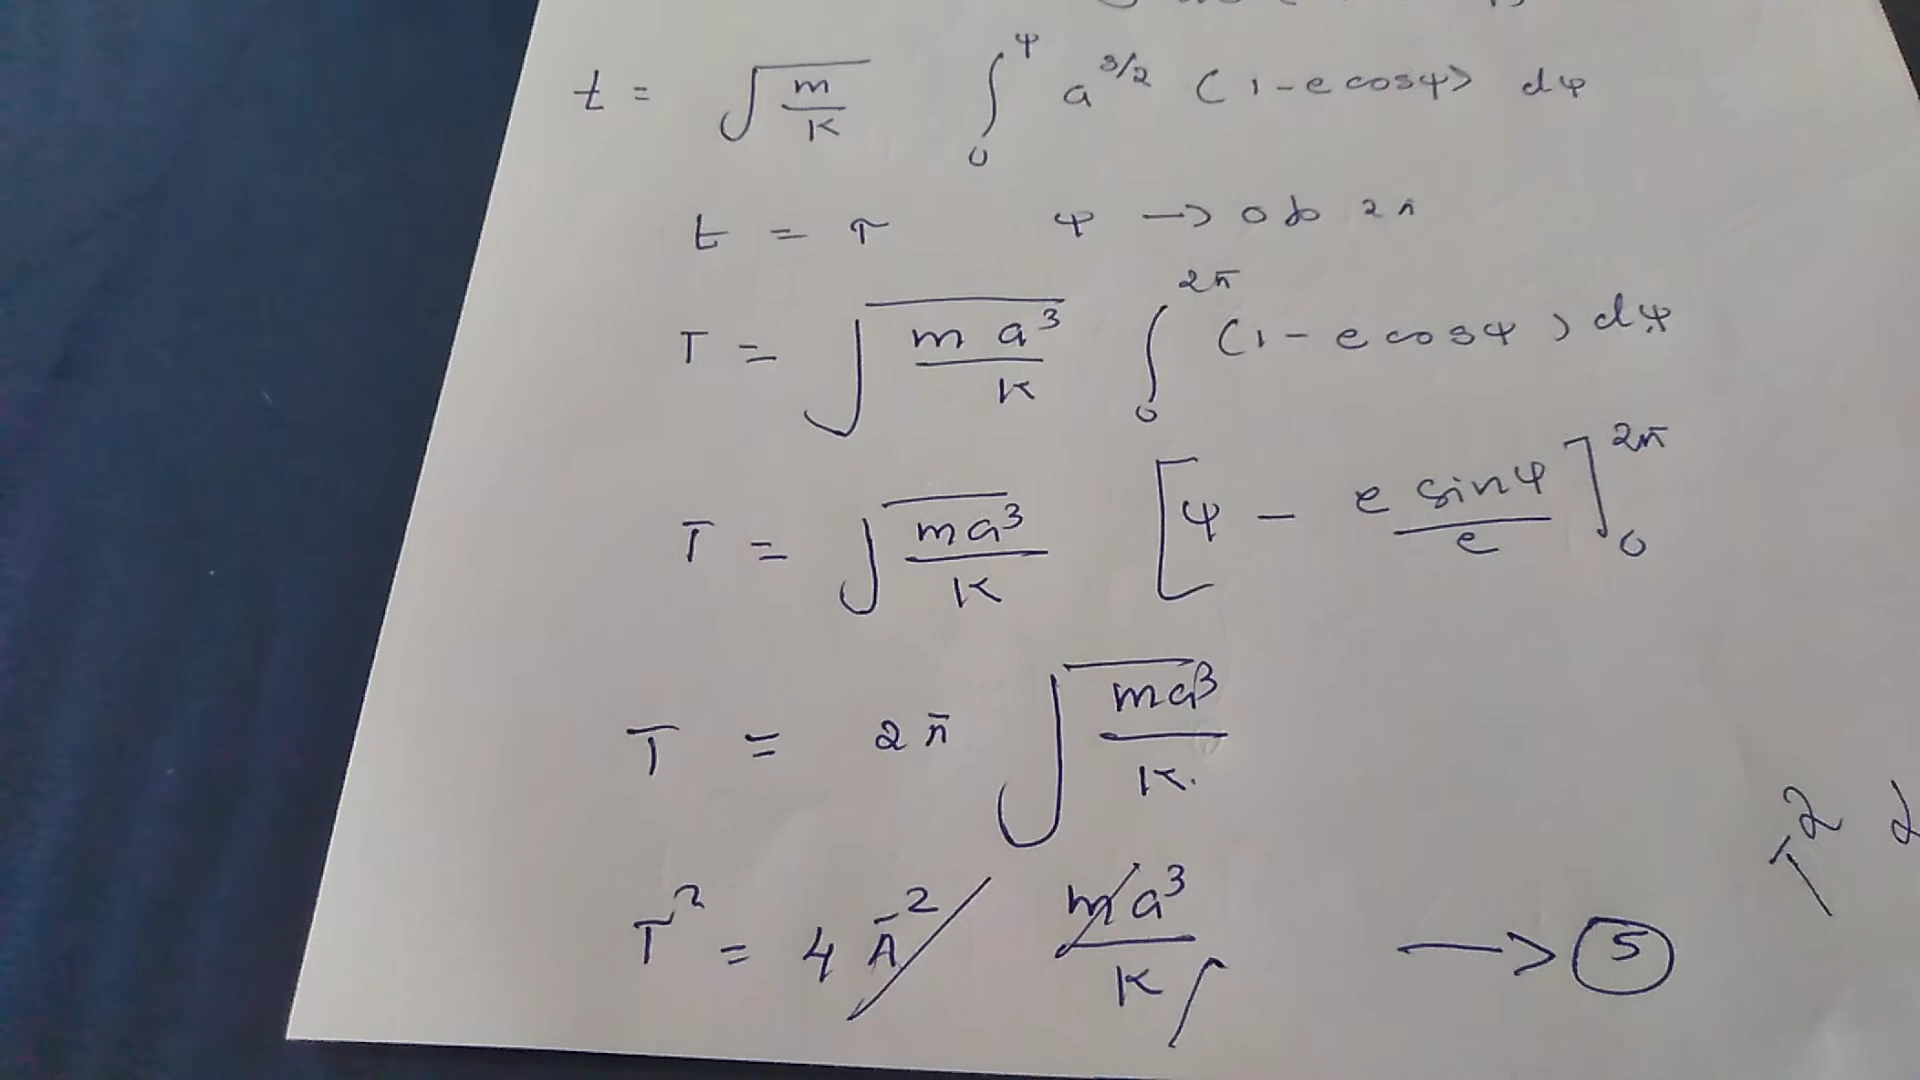 t = √(m/K) ∫₀^ψ a^3/2 (1 - e cosψ) dψ
t = τ ψ → 0 to 2π
T = √(m a³/K) ∫₀^2π (1 - e cosψ) dψ
T = √(ma³/K) [ψ - e sinψ/e]₀^2π
T = 2π √(ma³/K.)
T² = 4π² ma³/K → ⑤
T² α